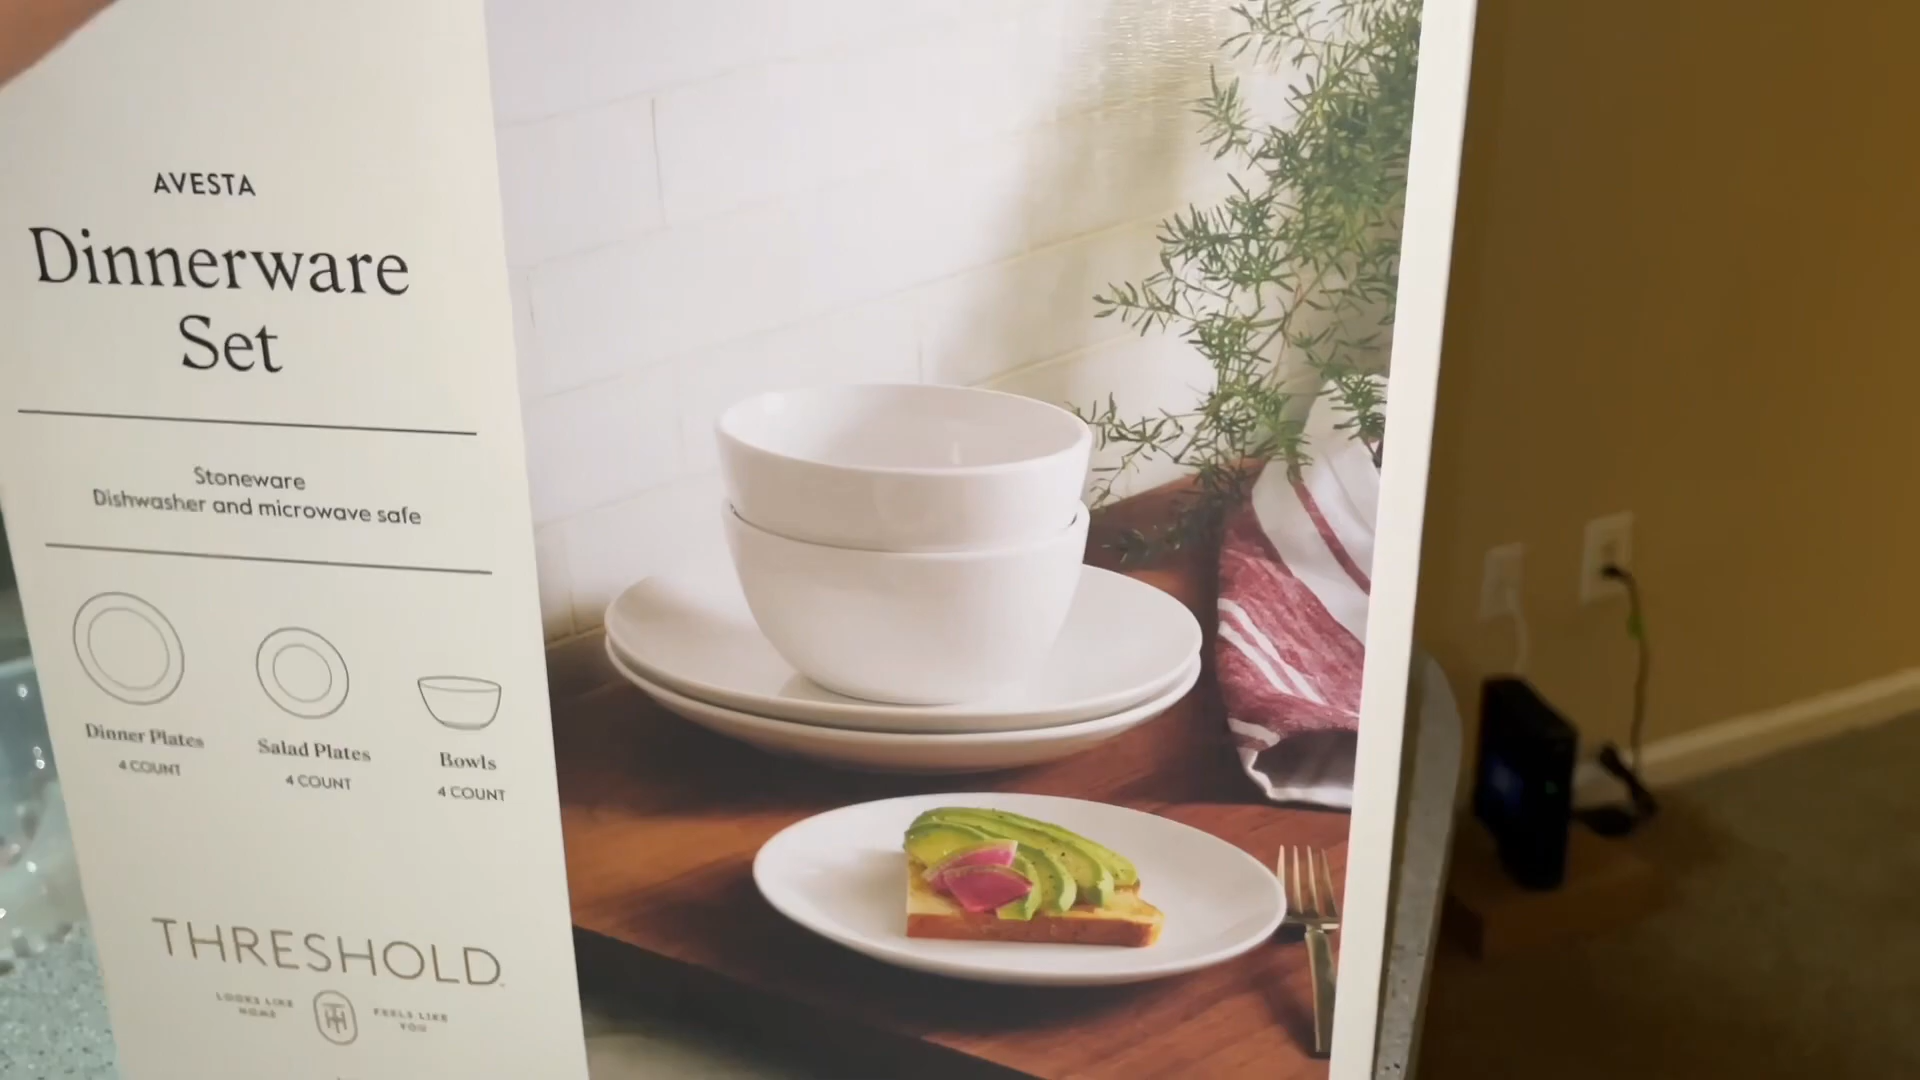 AVESTA
Dinnerware
Set
Stoneware
Dishwasher and microwave safe
Dinner Plates
4 COUNT
Salad Plates
4 COUNT
Bowls
4 COUNT
THRESHOLD
LOOKS LIKE
HOME
FEELS LIKE
YOU